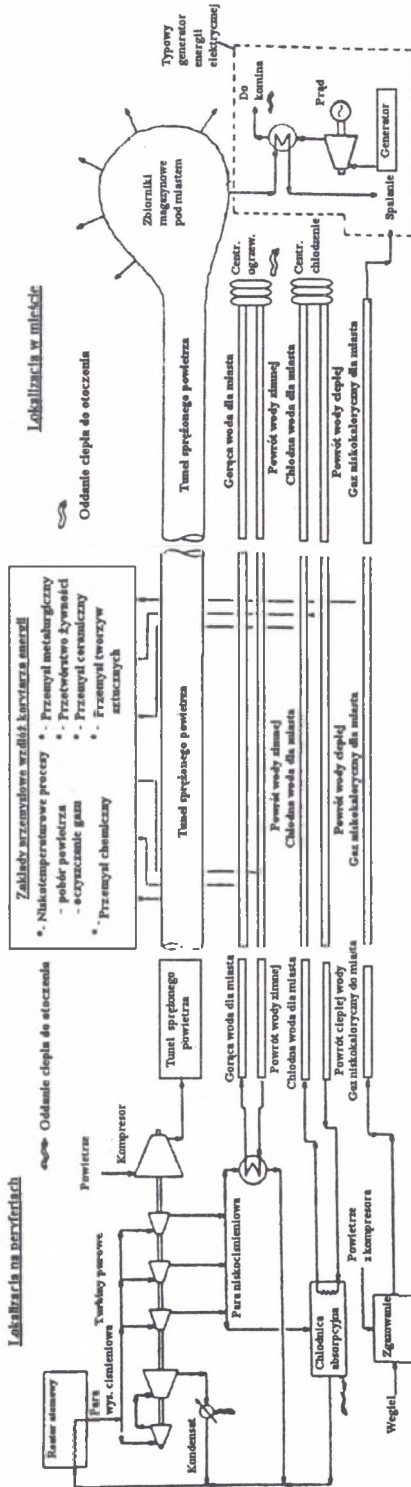 Lokalizacja na peryferiach
Oddanie ciepła do otoczenia
Reaktor atomowy
Para
wys. ciśnieniowa
Turbiny parowe
Powietrze
Kompresor
Tunel sprężonego
powietrza
Kondensat
Para niskociśnieniowa
Chłodnica
absorpcyjna
Powietrze
z kompresora
Zgazowanie
Węgiel
Gorąca woda dla miasta
Powrót wody zimnej
Chłodna woda dla miasta
Powrót ciepłej wody
Gaz niskokaloryczny do miasta
Zakłady przemysłowe wzdłuż korytarza energii
*- Niskotemperaturowe procesy
- pobór powietrza
- oczyszczanie gazu
*- Przemysł chemiczny
*- Przemysł metalurgiczny
*- Przetwórstwo żywności
*- Przemysł ceramiczny
*- Przemysł tworzyw
sztucznych
Tunel sprężonego powietrza
Powrót wody zimnej
Chłodna woda dla miasta
Powrót wody ciepłej
Gaz niskokaloryczny dla miasta
Lokalizacja w mieście
Oddanie ciepła do otoczenia
Tunel sprężonego powietrza
Zbiorniki
magazynowe
pod miastem
Gorąca woda dla miasta
Powrót wody zimnej
Chłodna woda dla miasta
Powrót wody ciepłej
Gaz niskokaloryczny dla miasta
Centr.
ogrzew.
Centr.
chłodzenie
Typowy
generator
energii
elektrycznej
Do
komina
Prąd
Generator
Spalanie